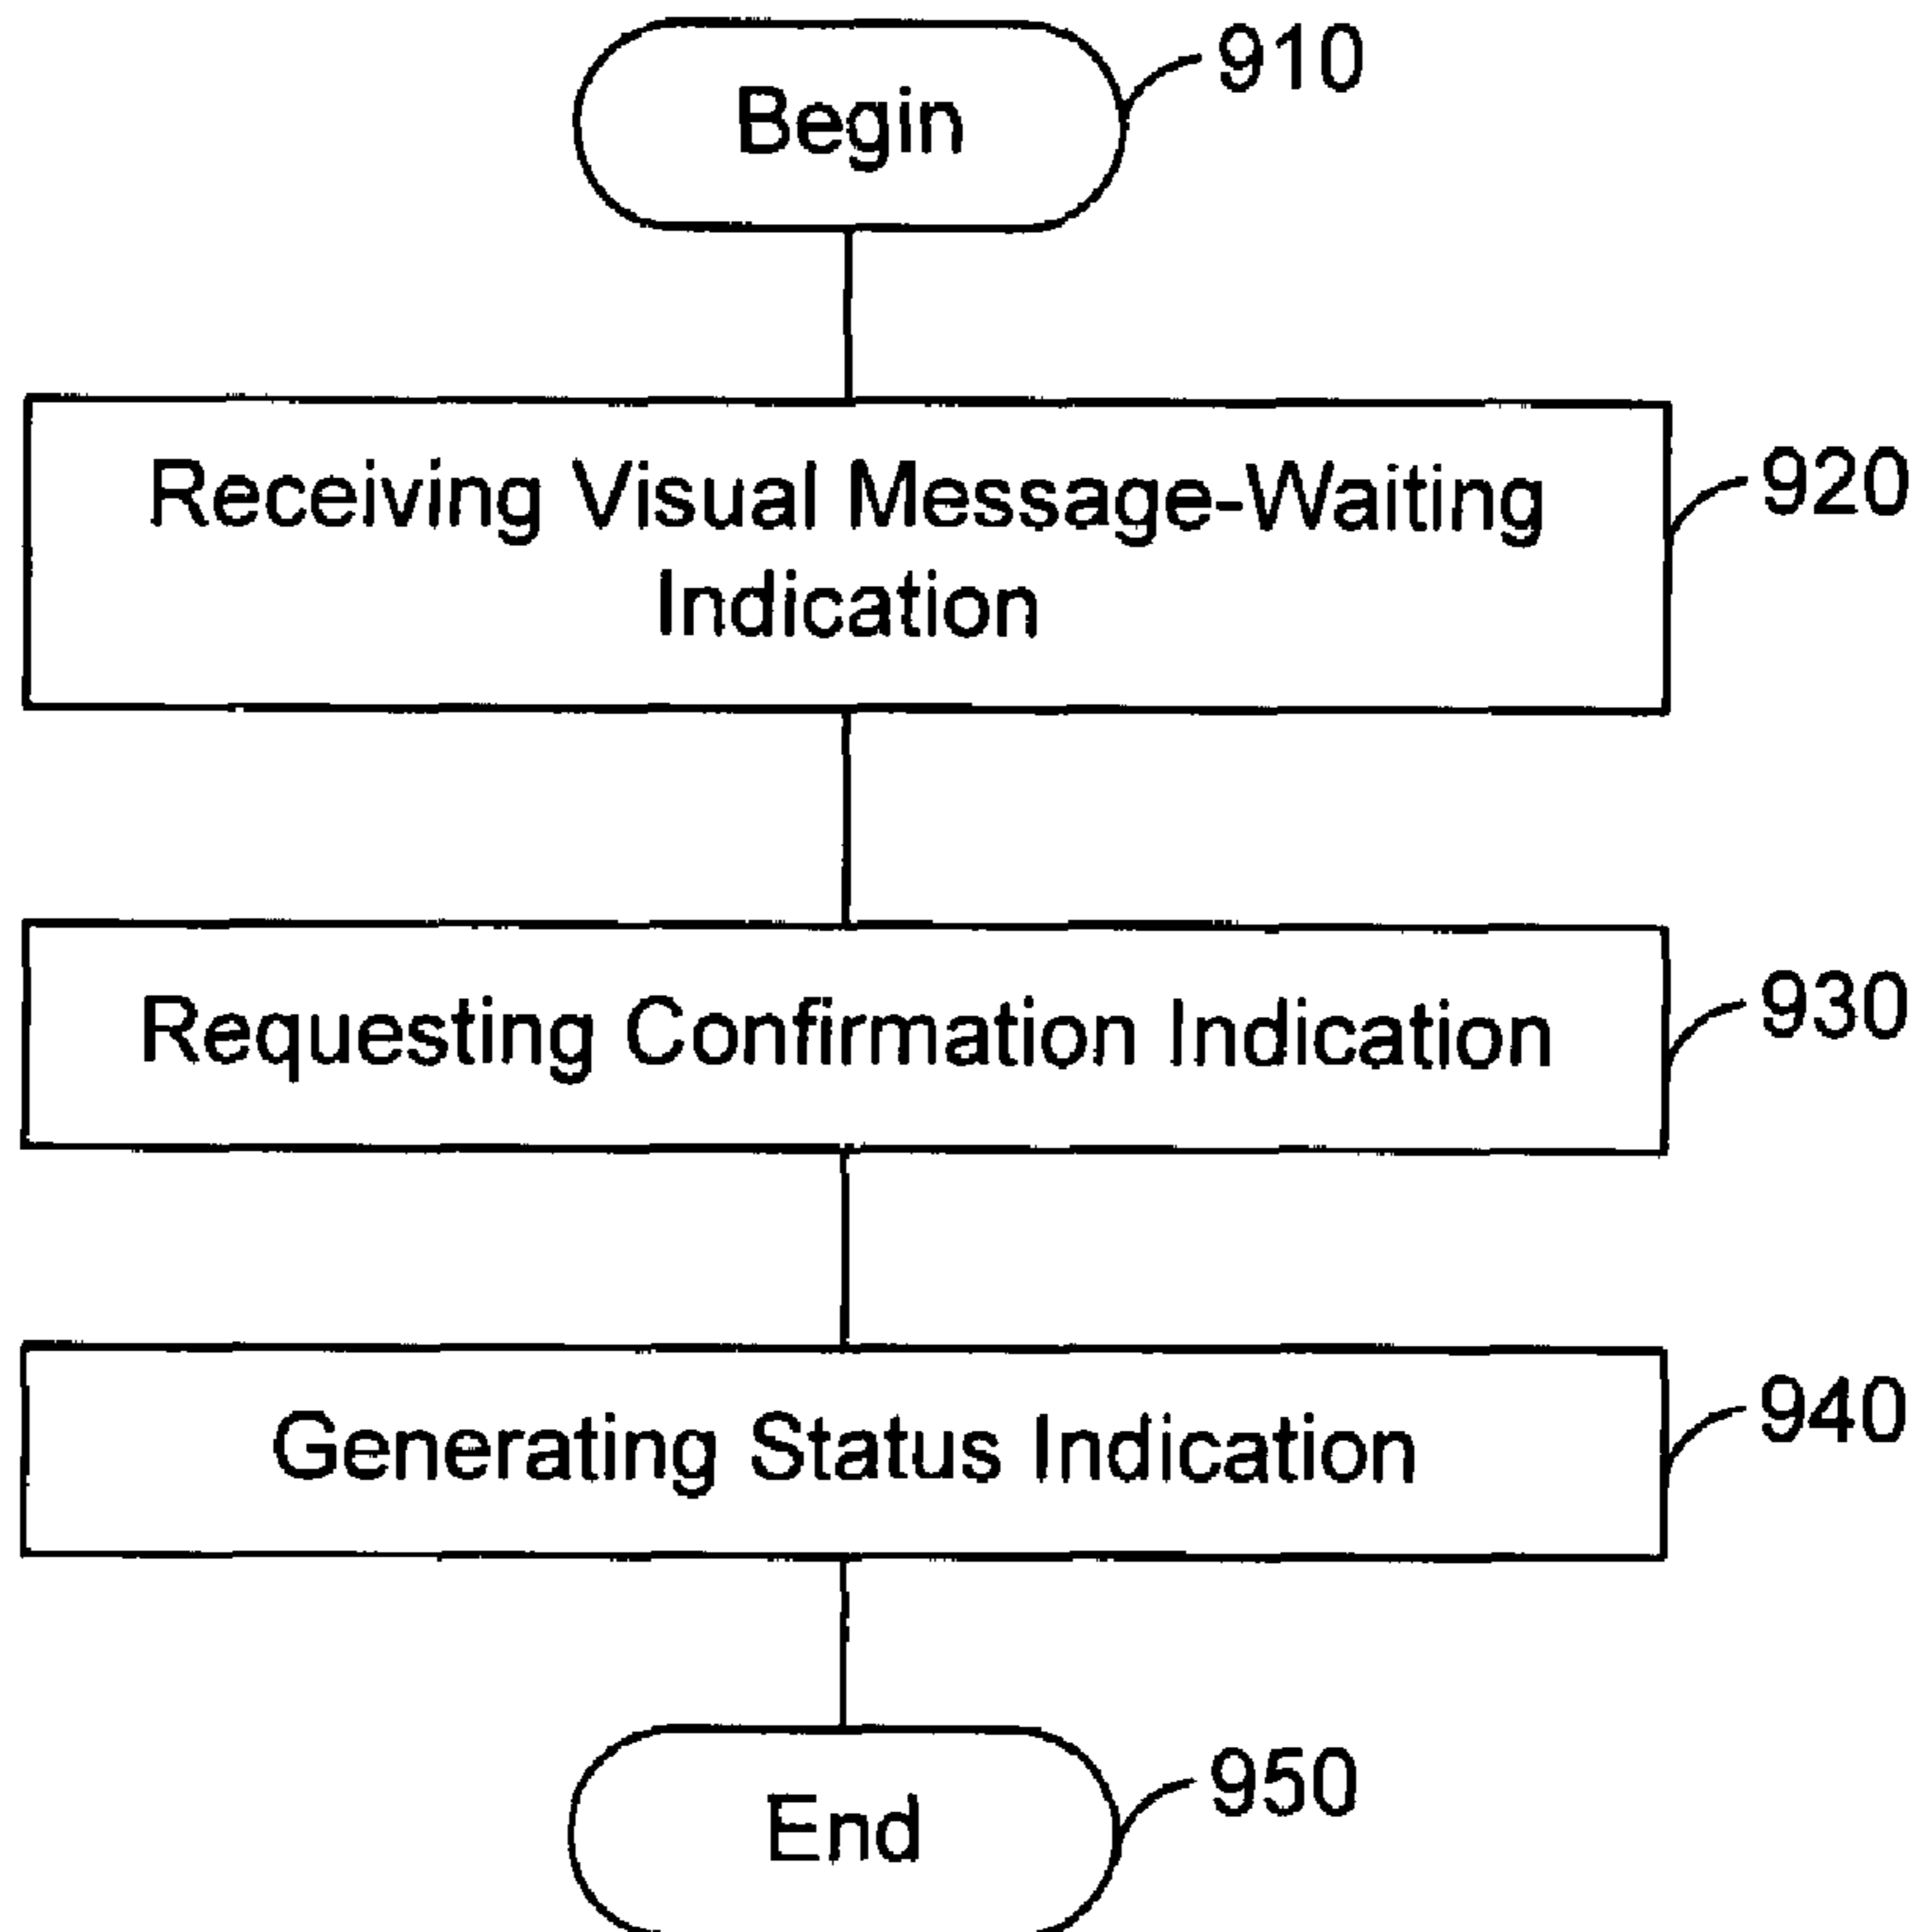 Begin
910
Receiving Visual Message-Waiting
Indication
920
Requesting Confirmation Indication
930
Generating Status Indication
940
End
950